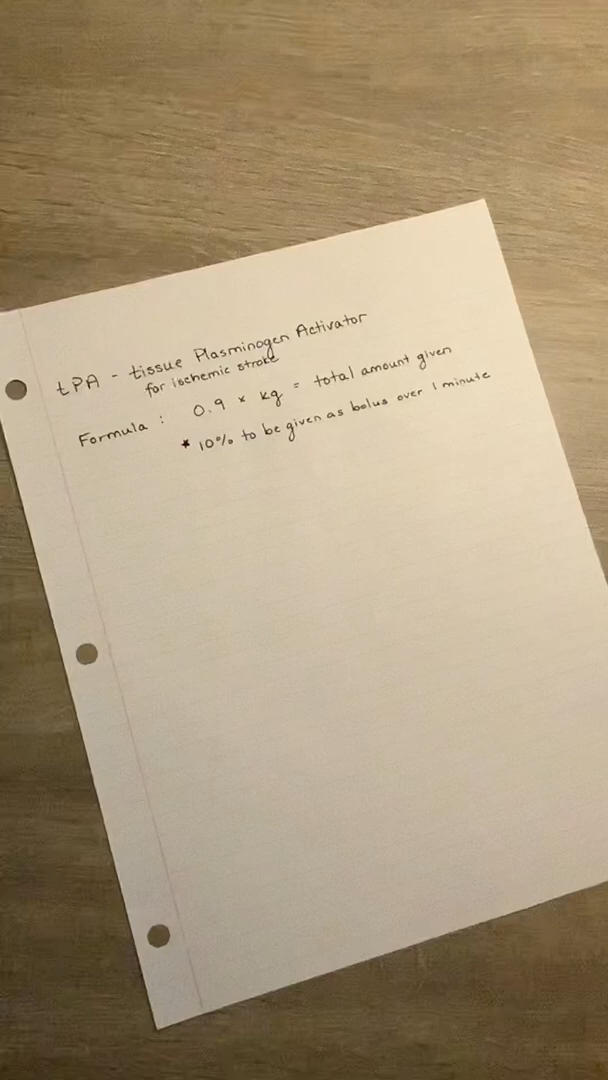 tPA - tissue Plasminogen Activator
for ischemic stroke
Formula : 0.9 × kg = total amount given
* 10% to be given as bolus over 1 minute